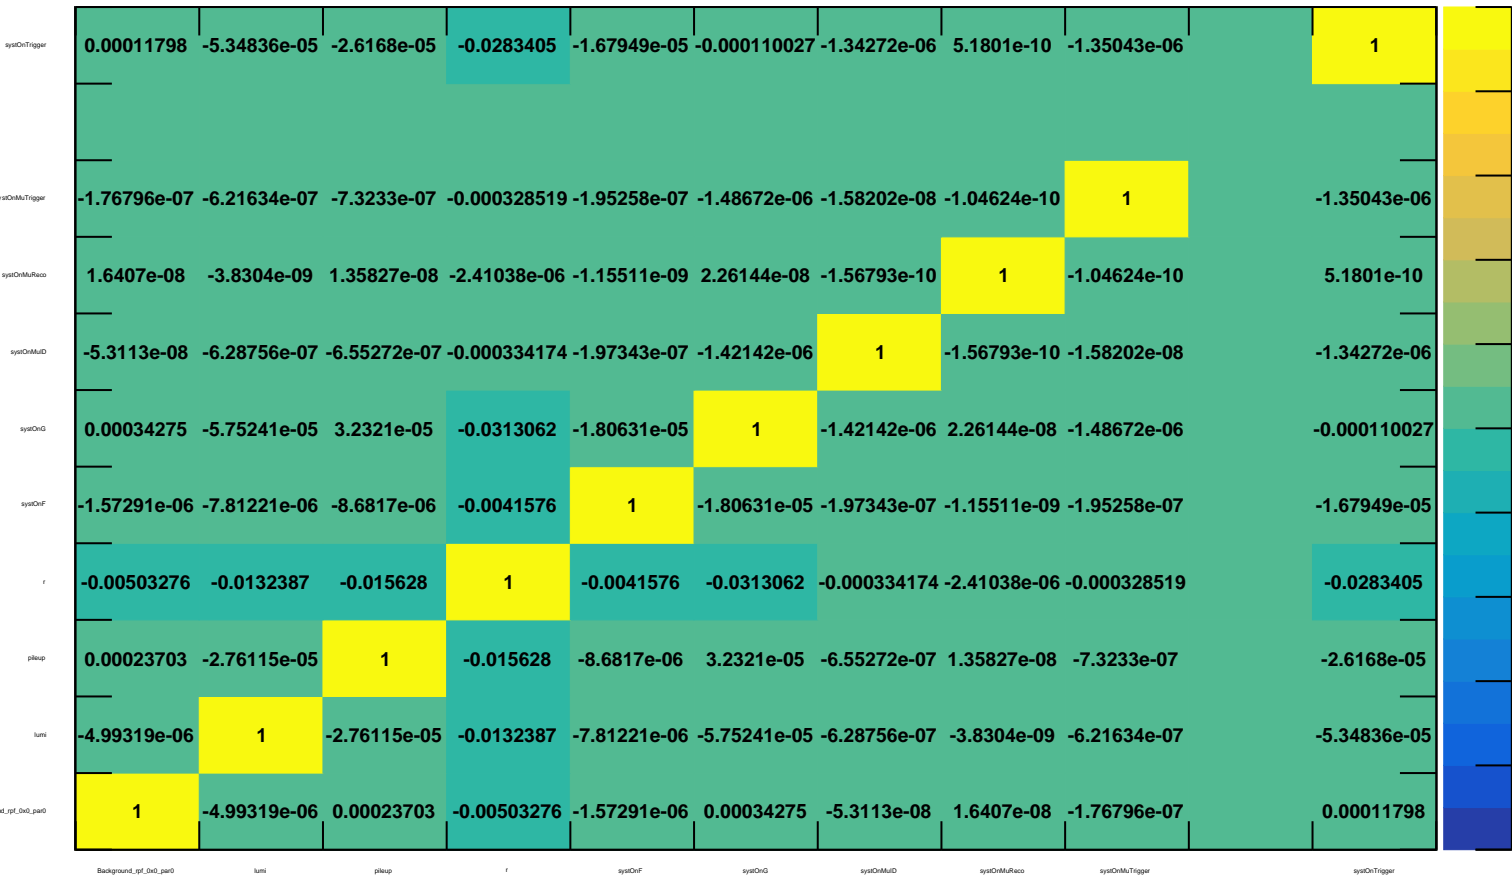 systOnTrigger 0.00011798 -5.34836e-05 -2.6168e-05 -0.0283405 -1.67949e-05 -0.000110027 -1.34272e-06 5.1801e-10 -1.35043e-06 1
stOnMuTrigger -1.76796e-07 -6.21634e-07 -7.3233e-07 -0.000328519 -1.95258e-07 -1.48672e-06 -1.58202e-08 -1.04624e-10 1 -1.35043e-06
systOnMuReco 1.6407e-08 -3.8304e-09 1.35827e-08 -2.41038e-06 -1.15511e-09 2.26144e-08 -1.56793e-10 1 -1.04624e-10 5.1801e-10
systOnMuID -5.3113e-08 -6.28756e-07 -6.55272e-07 -0.000334174 -1.97343e-07 -1.42142e-06 1 -1.56793e-10 -1.58202e-08 -1.34272e-06
systOnG 0.00034275 -5.75241e-05 3.2321e-05 -0.0313062 -1.80631e-05 1 -1.42142e-06 2.26144e-08 -1.48672e-06 -0.000110027
systOnF -1.57291e-06 -7.81221e-06 -8.6817e-06 -0.0041576 1 -1.80631e-05 -1.97343e-07 -1.15511e-09 -1.95258e-07 -1.67949e-05
r -0.00503276 -0.0132387 -0.015628 1 -0.0041576 -0.0313062 -0.000334174 -2.41038e-06 -0.000328519 -0.0283405
pileup 0.00023703 -2.76115e-05 1 -0.015628 -8.6817e-06 3.2321e-05 -6.55272e-07 1.35827e-08 -7.3233e-07 -2.6168e-05
lumi -4.99319e-06 1 -2.76115e-05 -0.0132387 -7.81221e-06 -5.75241e-05 -6.28756e-07 -3.8304e-09 -6.21634e-07 -5.34836e-05
d_rpf_0x0_par0 1 -4.99319e-06 0.00023703 -0.00503276 -1.57291e-06 0.00034275 -5.3113e-08 1.6407e-08 -1.76796e-07 0.00011798
Background_rpf_0x0_par0 lumi pileup r systOnF systOnG systOnMuID systOnMuReco systOnMuTrigger systOnTrigger